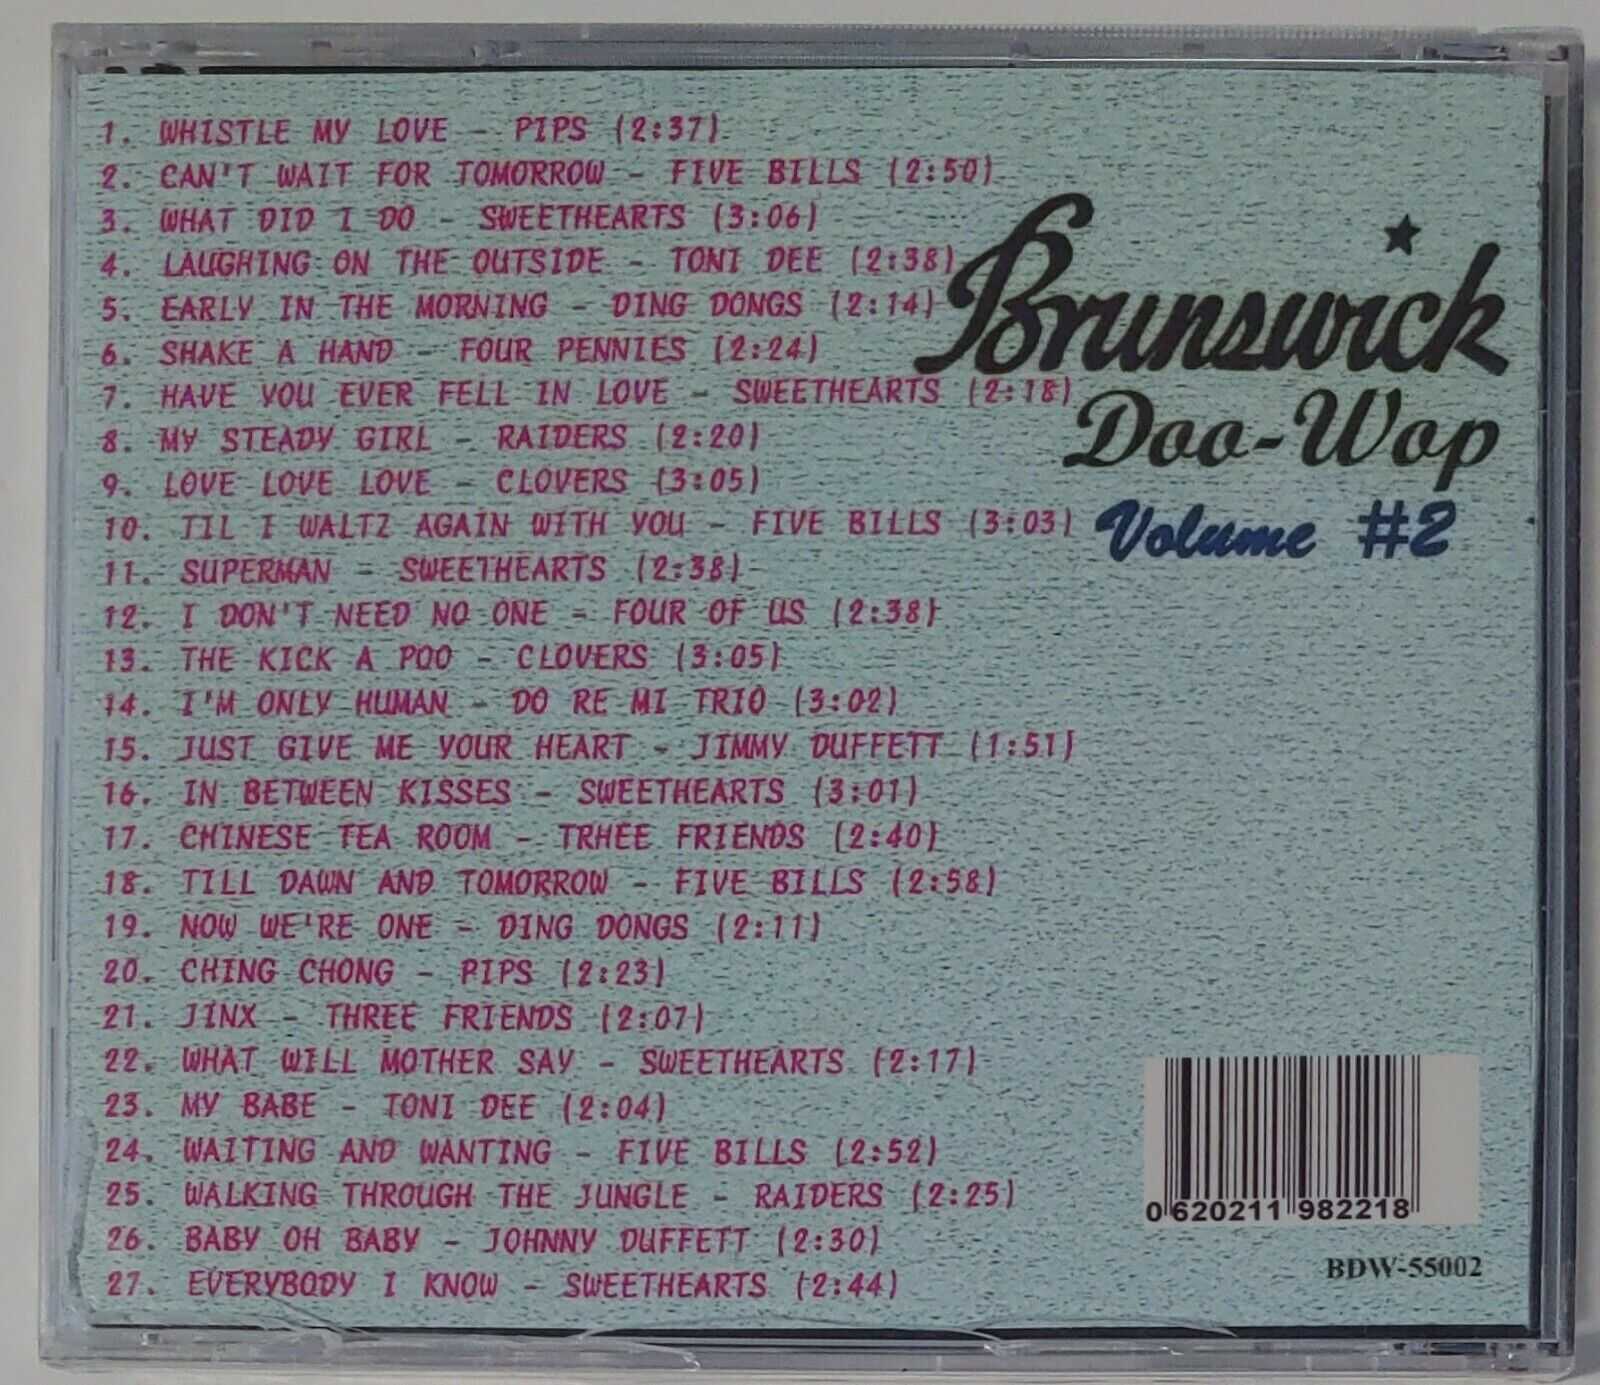 1. WHISTLE MY LOVE - PIPS (2:37)
2. CAN'T WAIT FOR TOMORROW - FIVE BILLS (2:50)
3. WHAT DID I DO - SWEETHEARTS (3:06)
4. LAUGHING ON THE OUTSIDE - TONI DEE (2:38)
5. EARLY IN THE MORNING - DING DONGS (2:14)
6. SHAKE A HAND - FOUR PENNIES (2:24)
7. HAVE YOU EVER FELL IN LOVE - SWEETHEARTS (2:18)
8. MY STEADY GIRL - RAIDERS (2:20)
9. LOVE LOVE LOVE - CLOVERS (3:05)
10. TIL I WALTZ AGAIN WITH YOU - FIVE BILLS (3:03)
11. SUPERMAN - SWEETHEARTS (2:38)
12. I DON'T NEED NO ONE - FOUR OF US (2:38)
13. THE KICK A POO - CLOVERS (3:05)
14. I'M ONLY HUMAN - DO RE MI TRIO (3:02)
15. JUST GIVE ME YOUR HEART - JIMMY DUFFETT (1:51)
16. IN BETWEEN KISSES - SWEETHEARTS (3:01)
17. CHINESE TEA ROOM - TRHEE FRIENDS (2:40)
18. TILL DAWN AND TOMORROW - FIVE BILLS (2:58)
19. NOW WE'RE ONE - DING DONGS (2:11)
20. CHING CHONG - PIPS (2:23)
21. JINX - THREE FRIENDS (2:07)
22. WHAT WILL MOTHER SAY - SWEETHEARTS (2:17)
23. MY BABE - TONI DEE (2:04)
24. WAITING AND WANTING - FIVE BILLS (2:52)
25. WALKING THROUGH THE JUNGLE - RAIDERS (2:25)
26. BABY OH BABY - JOHNNY DUFFETT (2:30)
27. EVERYBODY I KNOW - SWEETHEARTS (2:44)
Brunswick
Doo-Wop
Volume #2
0 620211 982218
BDW-55002